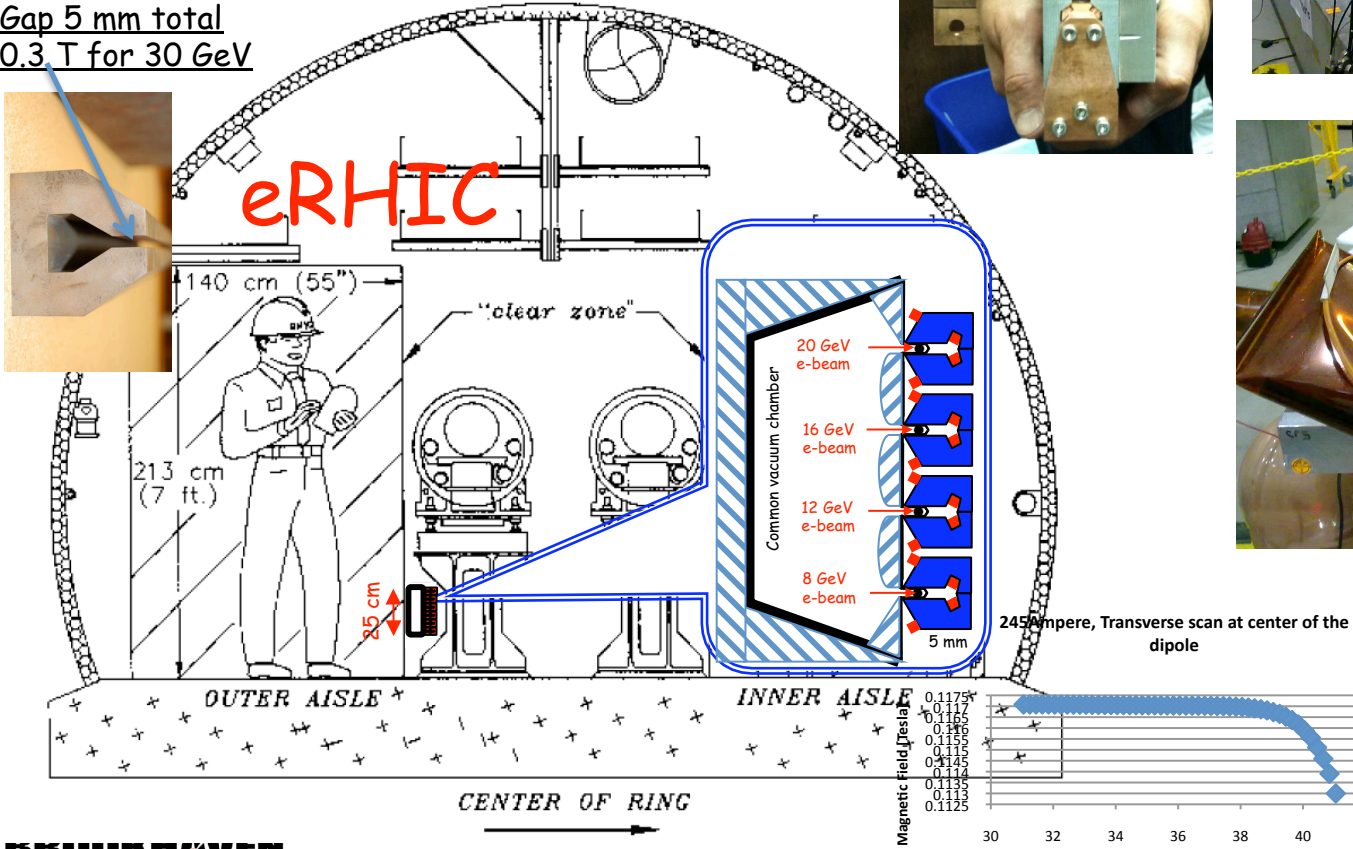 Gap 5 mm total
0.3 T for 30 GeV
eRHIC
140 cm (55")
"clear zone"
213 cm
(7 ft.)
25 cm
Common vacuum chamber
20 GeV
e-beam
16 GeV
e-beam
12 GeV
e-beam
8 GeV
e-beam
5 mm
OUTER AISLE
INNER AISLE
CENTER OF RING
245Ampere, Transverse scan at center of the
dipole
Magnetic Field [Tesla]
0.1175
0.117
0.1165
0.116
0.1155
0.115
0.1145
0.114
0.1135
0.113
0.1125
30 32 34 36 38 40